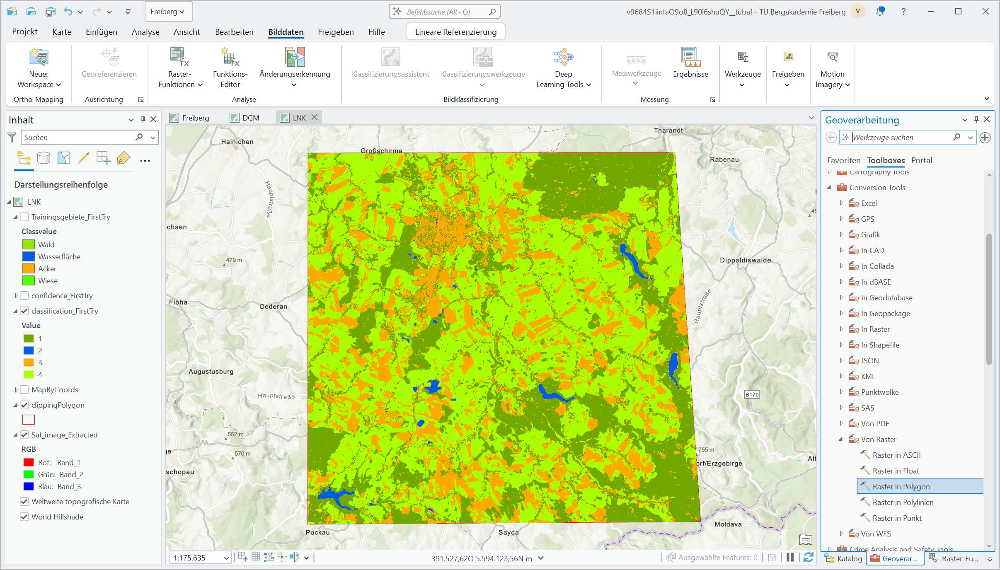 Freiberg
Befehlssuche (Alt+Q)
v9684S1iinfaO9o8_L90i6shuQY__tubaf - TU Bergakademie Freiberg
V
?
Projekt
Karte
Einfügen
Analyse
Ansicht
Bearbeiten
Bilddaten
Freigeben
Hilfe
Lineare Referenzierung
Neuer Workspace
Georeferenzieren
Raster-Funktionen
Funktions-Editor
Änderungserkennung
Klassifizierungsassistent
Klassifizierungswerkzeuge
Deep Learning Tools
Messwerkzeuge
Ergebnisse
Werkzeuge
Freigeben
Motion Imagery
Ortho-Mapping
Ausrichtung
Analyse
Bildklassifizierung
Messung
Inhalt
Suchen
Darstellungsreihenfolge
LNK
Trainingsgebiete_FirstTry
Classvalue
Wald
Wasserfläche
Acker
Wiese
confidence_FirstTry
classification_FirstTry
Value
1
2
3
4
MapByCoords
clippingPolygon
Sat_image_Extracted
RGB
Rot: Band_1
Grün: Band_2
Blau: Band_3
Weltweite topografische Karte
World Hillshade
Freiberg
DGM
LNK
Hainichen
Großschirma
Tharandt
Rabenau
Hauptstraße
chsen
479 m
Dippoldiswalde
Flöha
Oederan
Hauptstraße
Augustusburg
Hauptstraße
B170
552 m
570 m
755 m
ge
schopau
orf/Erzgebirge
Alt
45
Pockau
Sayda
Moldava
1:175.635
391.527,62O 5.594.123,56N m
Ausgewählte Features: 0
Geoverarbeitung
Werkzeuge suchen
Favoriten
Toolboxes
Portal
Cartography Tools
Conversion Tools
Excel
GPS
Grafik
In CAD
In Collada
In dBASE
In Geodatabase
In Geopackage
In Raster
In Shapefile
JSON
KML
Punktwolke
SAS
Von PDF
Von Raster
Raster in ASCII
Raster in Float
Raster in Polygon
Raster in Polylinien
Raster in Punkt
Von WFS
Crime Analysis and Safety Tools
Katalog
Geoverar...
Raster-Fu...